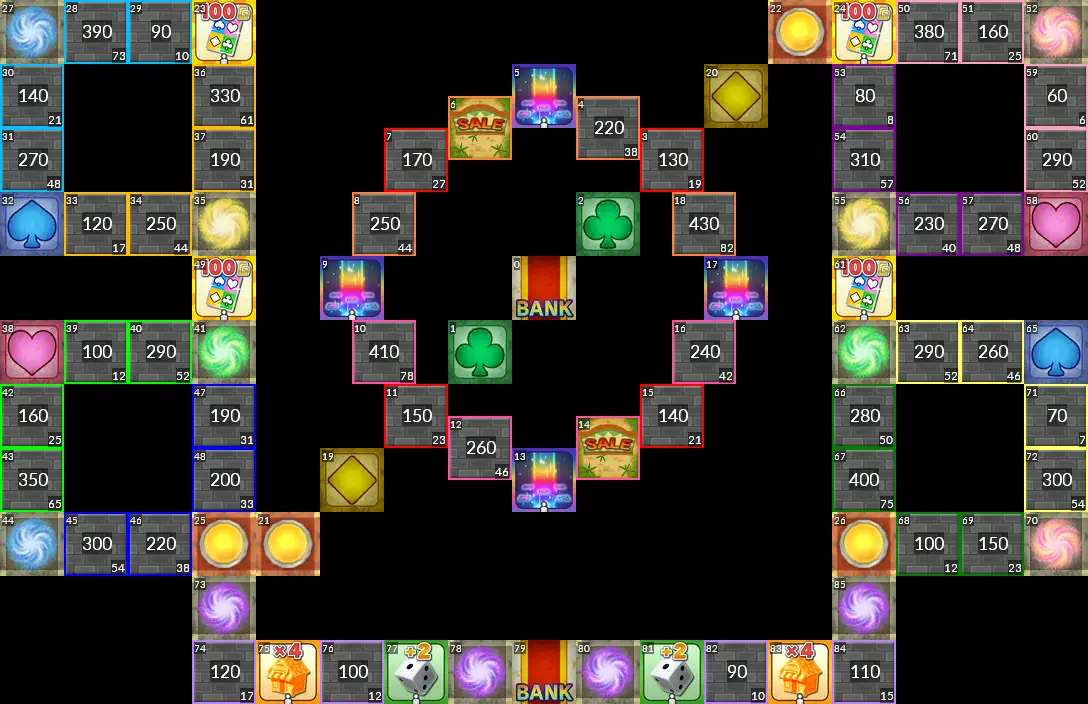 27 28 390 73 29 90 10 23 100G 22 24 100G 50 380 71 51 160 25 52
30 140 21 36 330 61 6 SALE 5 4 220 38 20 53 80 8 59 60 6
31 270 48 37 190 31 7 170 27 3 130 19 54 310 57 60 290 52
32 33 120 17 34 250 44 35 8 250 44 2 18 430 82 55 56 230 40 57 270 48 58
49 100G 9 0 BANK 17 61 100G
38 39 100 12 40 290 52 41 10 410 78 1 16 240 42 62 63 290 52 64 260 46 65
42 160 25 47 190 31 11 150 23 12 260 46 14 SALE 15 140 21 66 280 50 71 70 7
43 350 65 48 200 33 19 13 67 400 75 72 300 54
44 45 300 54 46 220 38 25 21 26 68 100 12 69 150 23 70
73 85
74 120 17 75 ×4 76 100 12 77 +2 78 79 BANK 80 81 +2 82 90 10 83 ×4 84 110 15